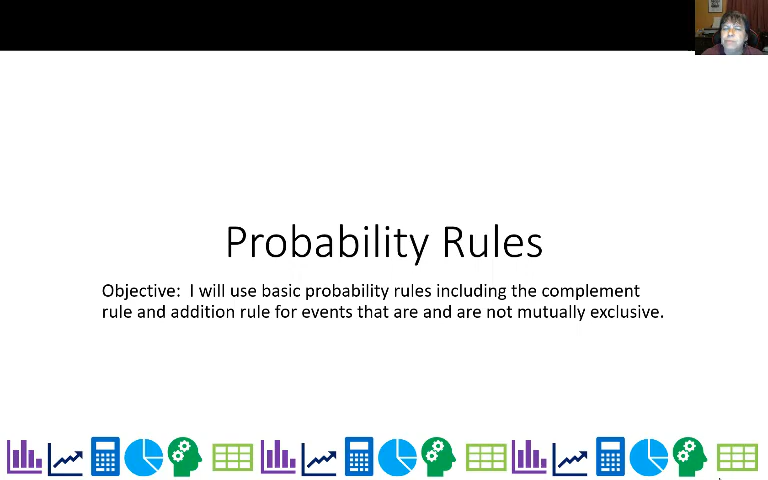 Probability Rules
Objective:  I will use basic probability rules including the complement
rule and addition rule for events that are and are not mutually exclusive.